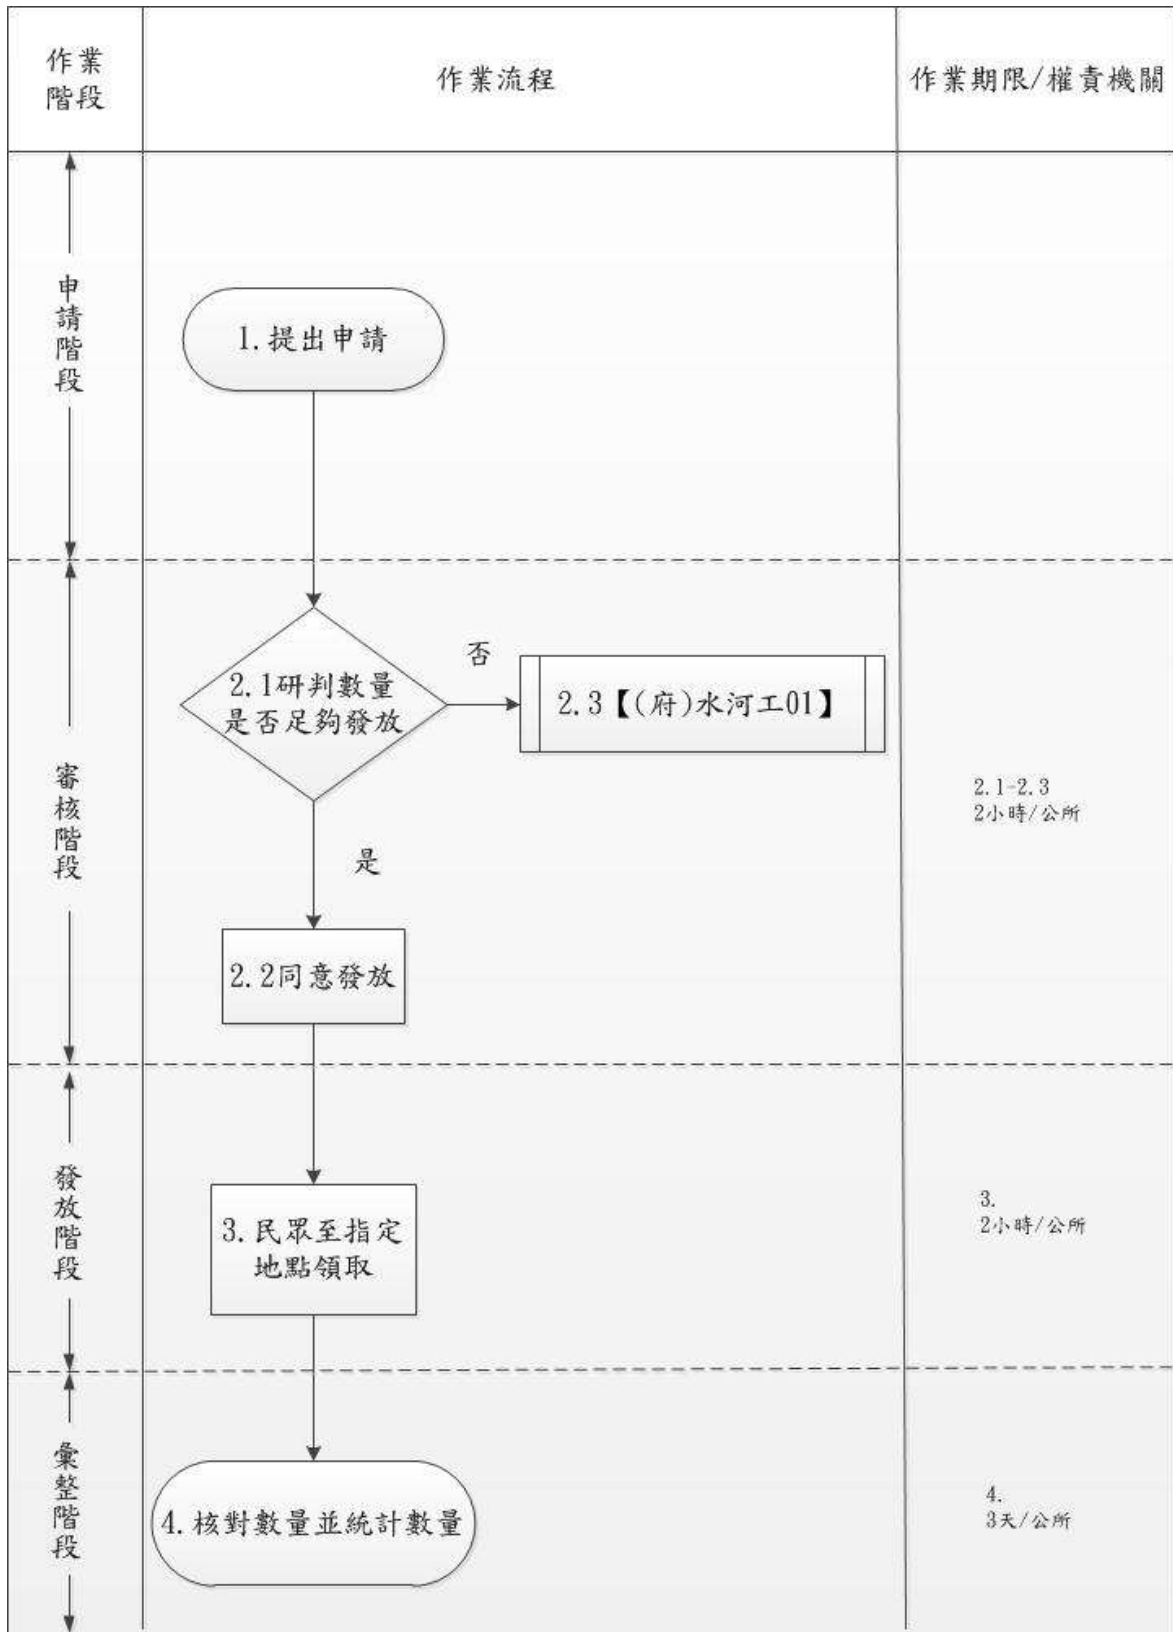 作業
階段
作業流程
作業期限/權責機關
申請階段
1.提出申請
審核階段
2.1研判數量
是否足夠發放
否
2.3【(府)水河工01】
是
2.2同意發放
2.1-2.3
2小時/公所
發放階段
3.民眾至指定
地點領取
3.
2小時/公所
彙整階段
4.核對數量並統計數量
4.
3天/公所